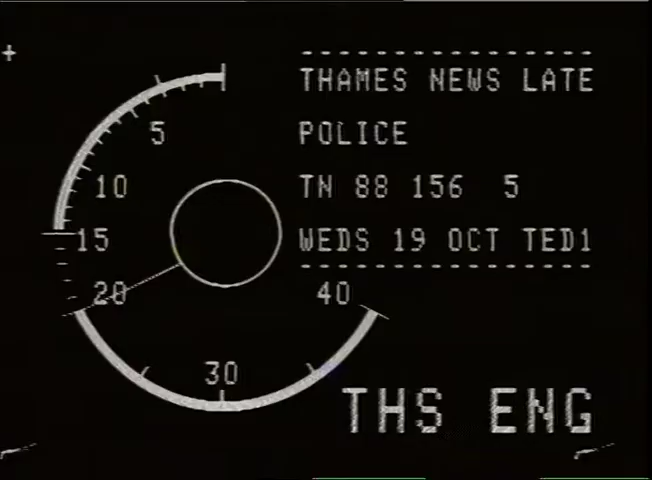 THAMES NEWS LATE
POLICE
TN 88 156 5
WEDS 19 OCT TED1
5
10
15
20
30
40
THS ENG